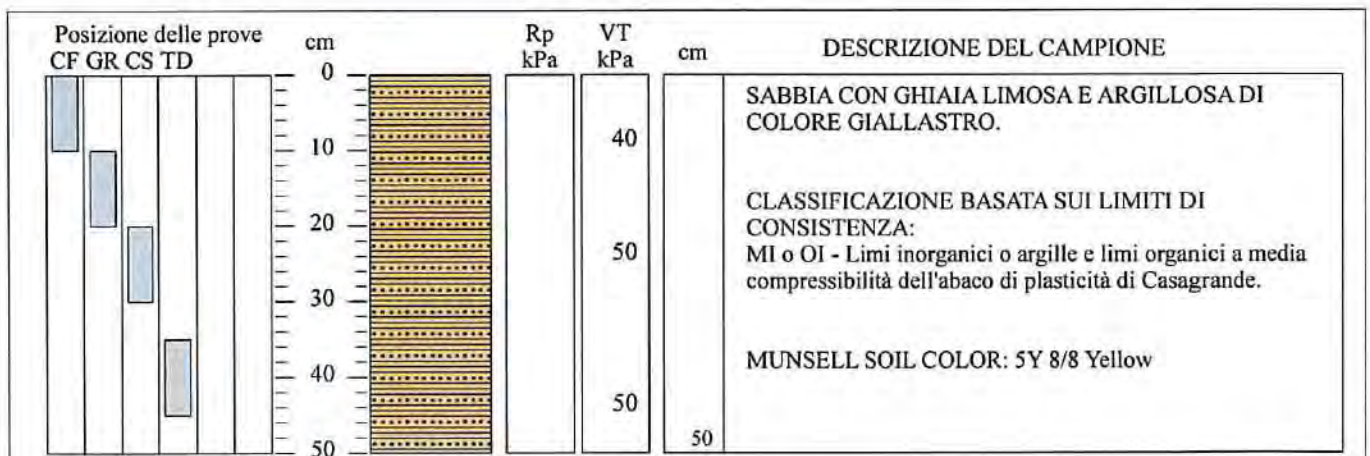 Posizione delle prove
CF GR CS TD
cm
Rp
kPa
VT
kPa
cm
DESCRIZIONE DEL CAMPIONE
0
10
20
30
40
50
40
50
50
50
SABBIA CON GHIAIA LIMOSA E ARGILLOSA DI
COLORE GIALLASTRO.
CLASSIFICAZIONE BASATA SUI LIMITI DI
CONSISTENZA:
MI o OI - Limi inorganici o argille e limi organici a media
compressibilità dell'abaco di plasticità di Casagrande.
MUNSELL SOIL COLOR: 5Y 8/8 Yellow